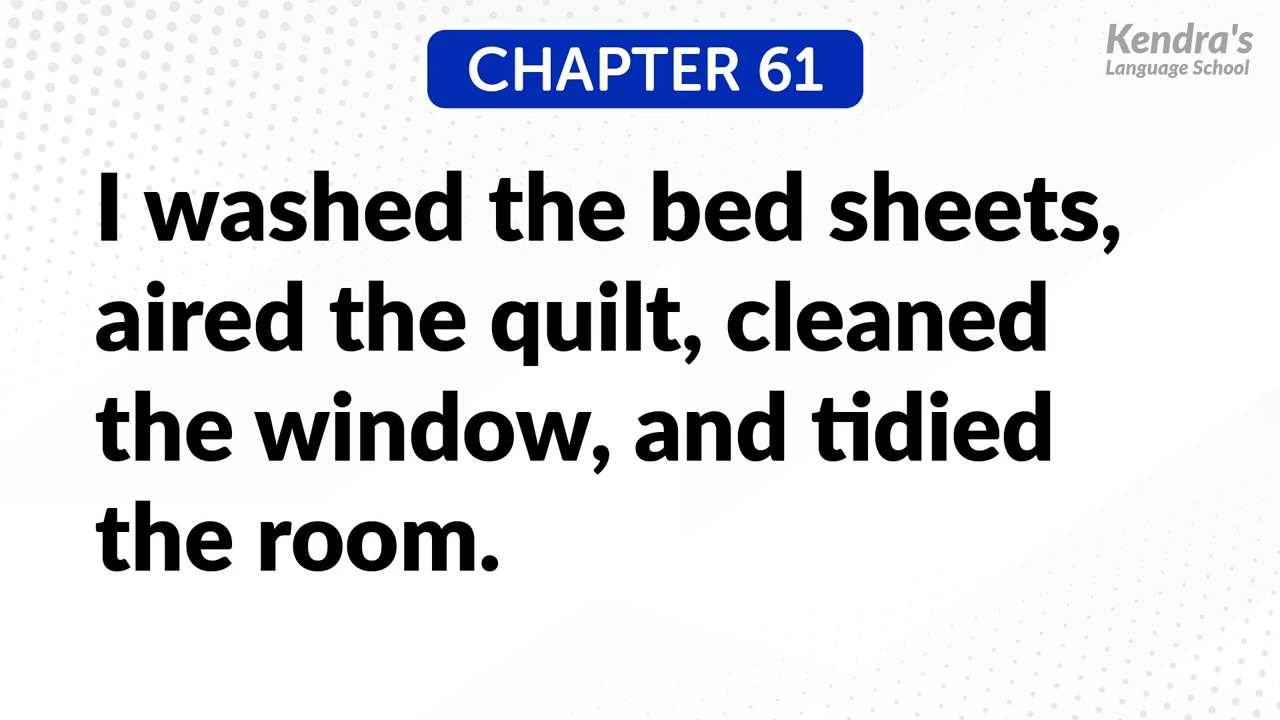 CHAPTER 61
Kendra's
Language School
I washed the bed sheets,
aired the quilt, cleaned
the window, and tidied
the room.